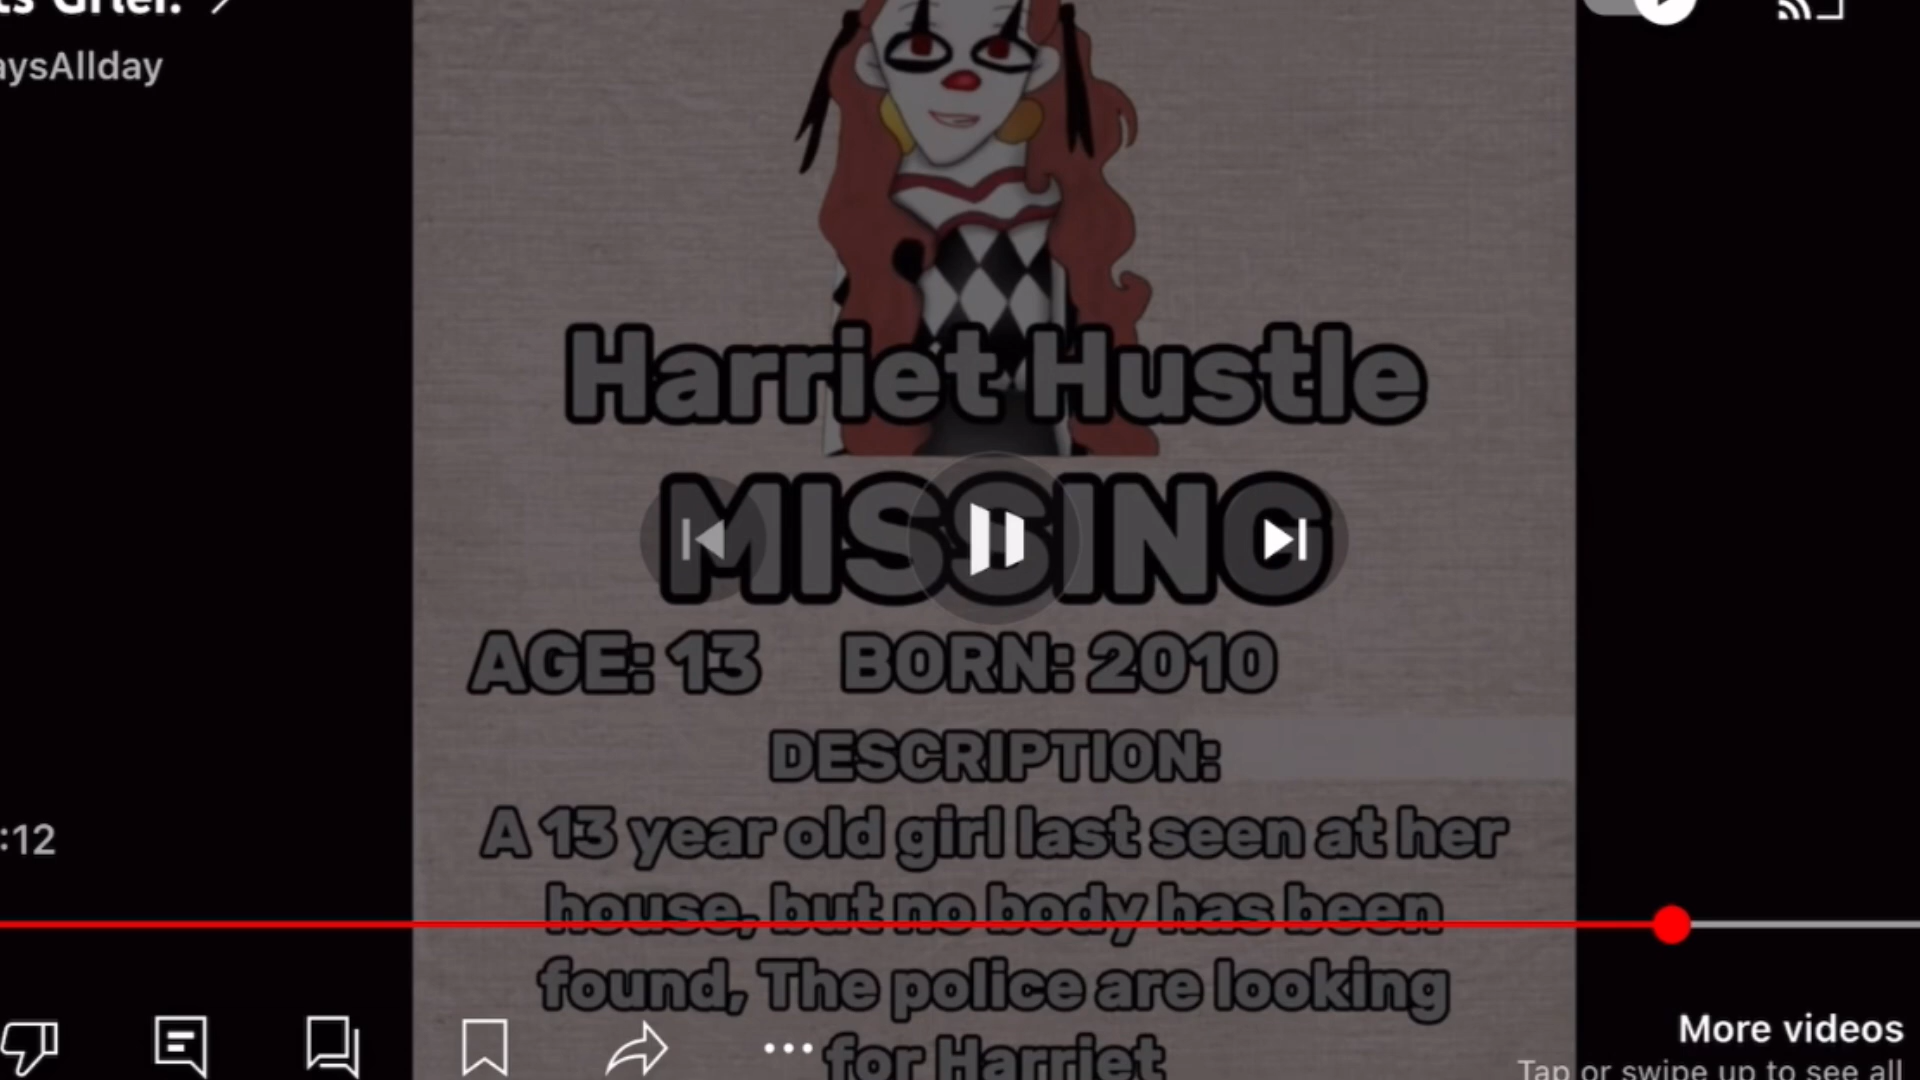 aysAllday
Harriet Hustle
MISSING
AGE: 13 BORN: 2010
DESCRIPTION:
A 13 year old girl last seen at her
house, but no body has been
found, The police are looking
for Harriet
:12
More videos
Tap or swipe up to see all